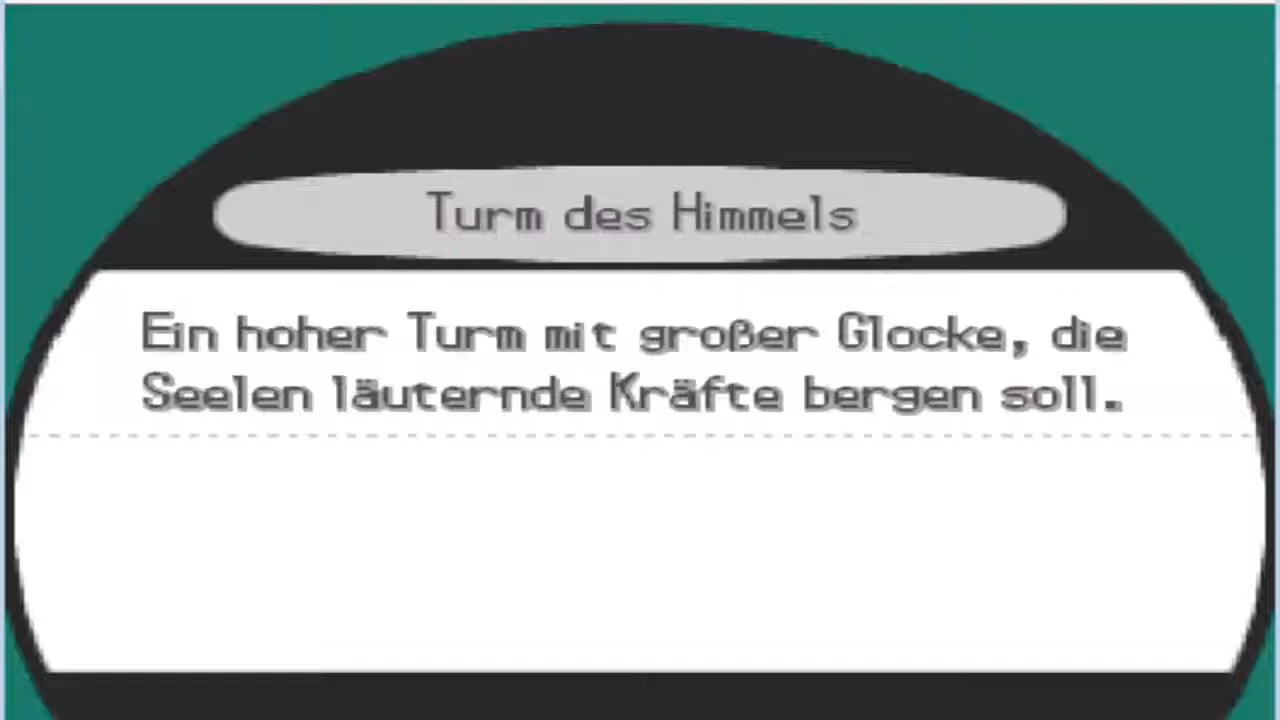 Turm des Himmels
Ein hoher Turm mit großer Glocke, die
Seelen läuternde Kräfte bergen soll.